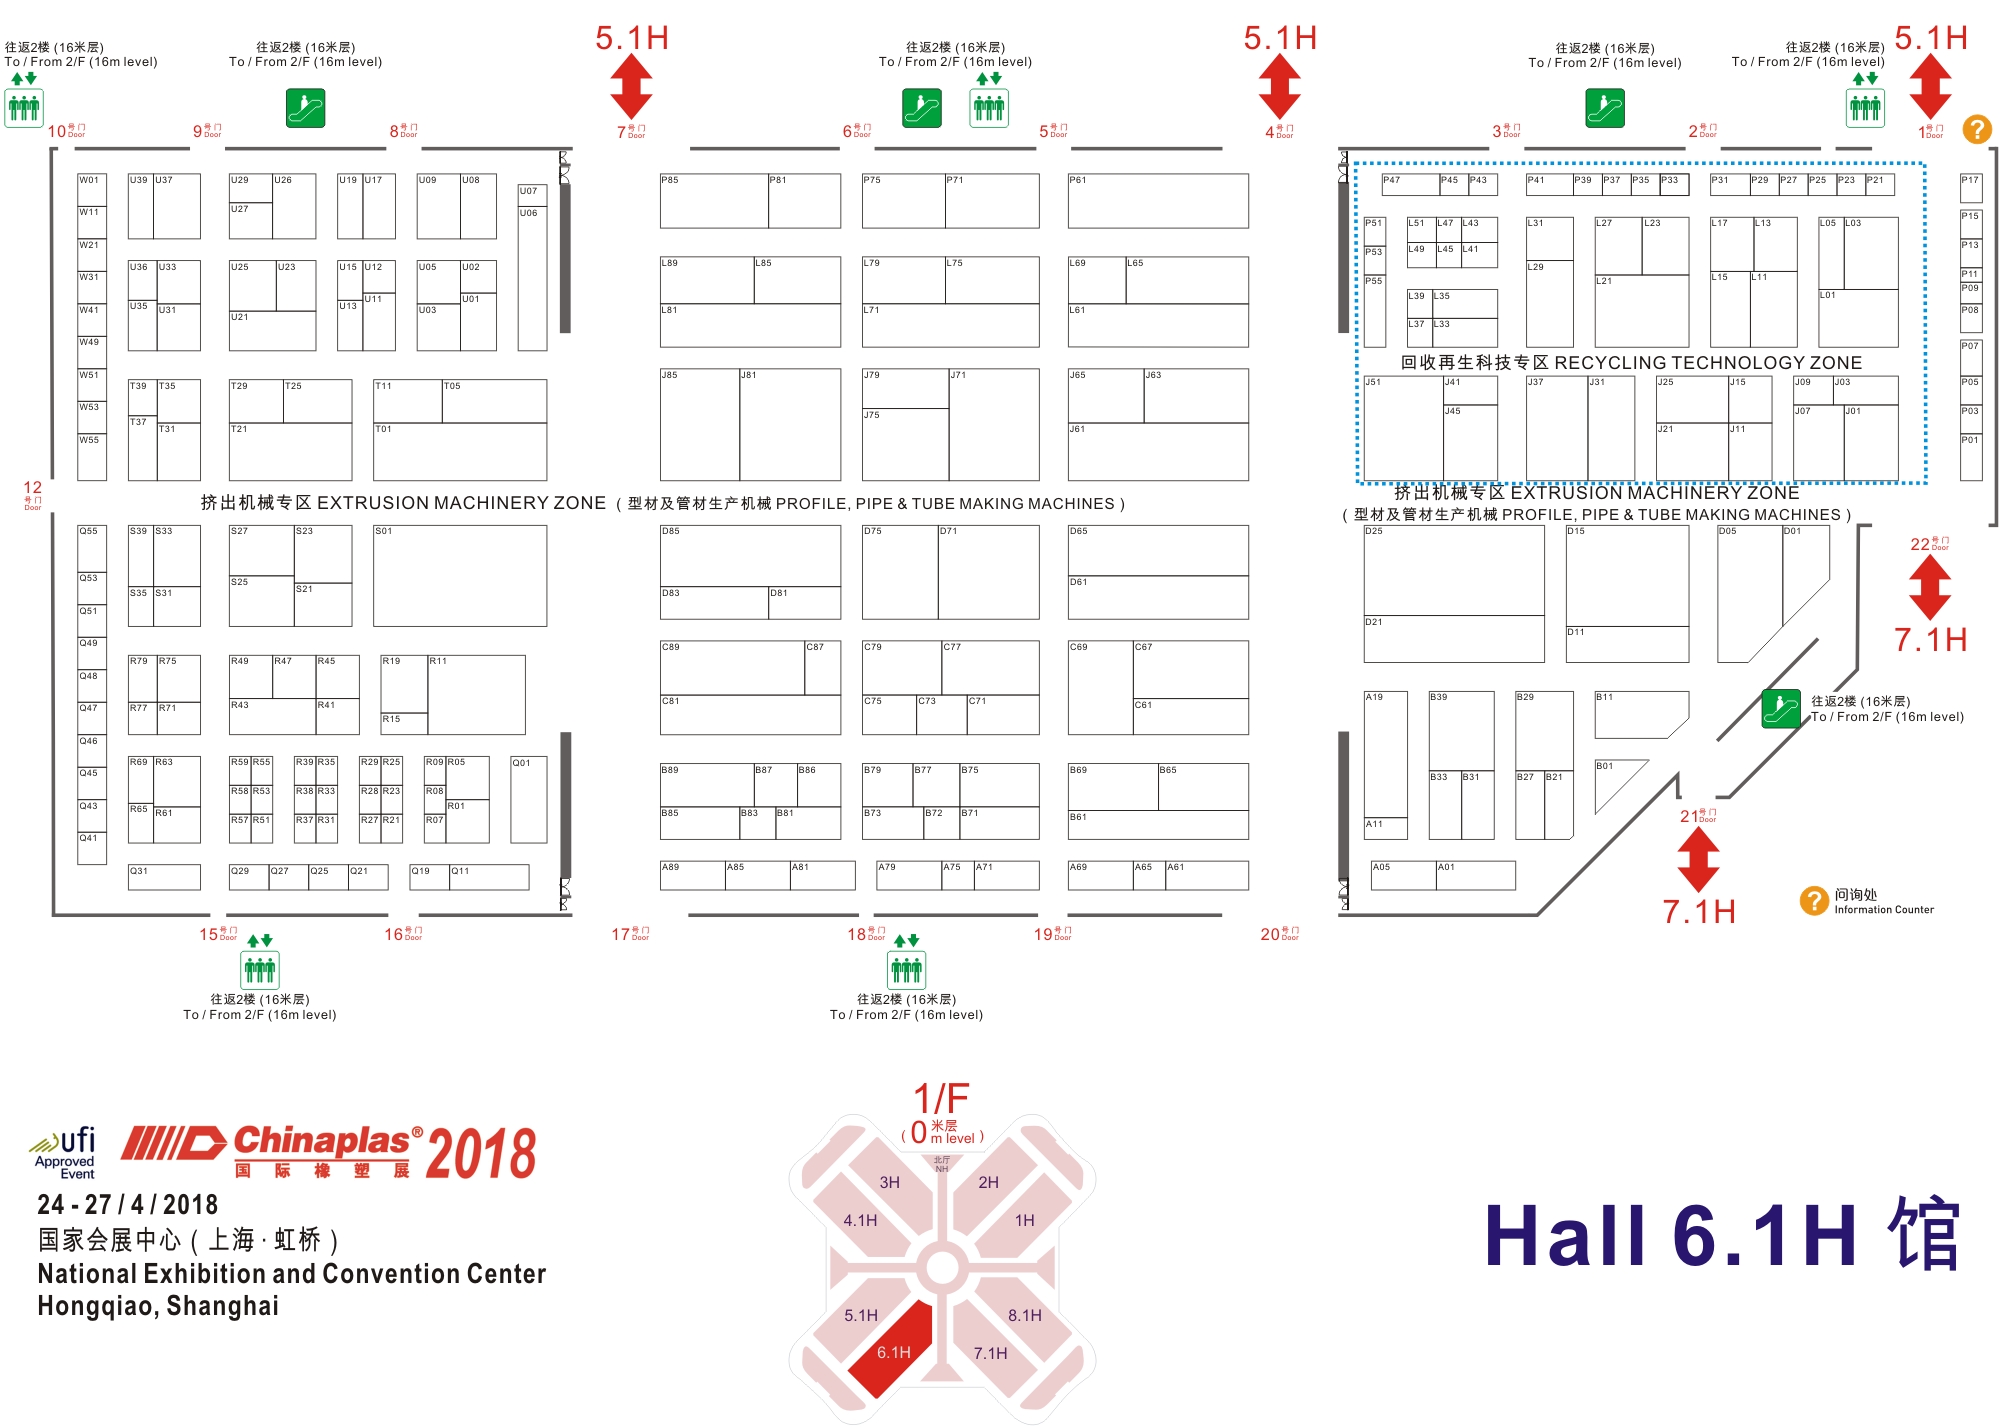 5.1H
5.1H
5.1H
往返2楼 (16米层)
To / From 2/F (16m level)
往返2楼 (16米层)
To / From 2/F (16m level)
往返2楼 (16米层)
To / From 2/F (16m level)
往返2楼 (16米层)
To / From 2/F (16m level)
往返2楼 (16米层)
To / From 2/F (16m level)
10号门 Door
9号门 Door
8号门 Door
7号门 Door
6号门 Door
5号门 Door
4号门 Door
3号门 Door
2号门 Door
1号门 Door
?
W01 U39 U37 U29 U26 U19 U17 U09 U08 U07 P85 P81 P75 P71 P61 P47 P45 P43 P41 P39 P37 P35 P33 P31 P29 P27 P25 P23 P21 P17
W11 U27 U06 P51 L51 L47 L43 L31 L27 L23 L17 L13 L05 L03 P15
W21 L49 L45 L41 P53 P13
W31 U36 U33 U25 U23 U15 U12 U05 U02 L89 L85 L79 L75 L69 L65 L29 L21 L15 L11 P55 P11
W41 U35 U31 U21 U13 U11 U03 U01 L81 L71 L61 L39 L35 L01 P09
W49 L37 L33 P08
P07
回收再生科技专区 RECYCLING TECHNOLOGY ZONE
W51 T39 T35 T29 T25 T11 T05 J85 J81 J79 J71 J65 J63 J51 J41 J37 J31 J25 J15 J09 J03 P05
W53 T37 T31 T21 T01 J75 J61 J45 J21 J11 J07 J01 P03
W55 P01
12号门 Door
挤出机械专区 EXTRUSION MACHINERY ZONE ( 型材及管材生产机械 PROFILE, PIPE & TUBE MAKING MACHINES )
挤出机械专区 EXTRUSION MACHINERY ZONE
( 型材及管材生产机械 PROFILE, PIPE & TUBE MAKING MACHINES )
Q55 S39 S33 S27 S23 S01 D85 D75 D71 D65 D25 D15 D05 D01
22号门 Door
Q53 S35 S31 S25 S21 D83 D81 D61 D21 D11
Q51
7.1H
Q49 R79 R75 R49 R47 R45 R19 R11 C89 C87 C79 C77 C69 C67
Q48
Q47 R77 R71 R43 R41 R15 C81 C75 C73 C71 C61 A19 B39 B29 B11
往返2楼 (16米层)
To / From 2/F (16m level)
Q46 R69 R63 R59 R55 R39 R35 R29 R25 R09 R05 Q01 B89 B87 B86 B79 B77 B75 B69 B65 B33 B31 B27 B21 B01
Q45 R58 R53 R38 R33 R28 R23 R08
Q43 R65 R61 R57 R51 R37 R31 R27 R21 R07 R01 B85 B83 B81 B73 B72 B71 B61 A11
21号门 Door
Q41
Q31 Q29 Q27 Q25 Q21 Q19 Q11 A89 A85 A81 A79 A75 A71 A69 A65 A61 A05 A01
7.1H
? 问询处
Information Counter
15号门 Door
16号门 Door
17号门 Door
18号门 Door
19号门 Door
20号门 Door
往返2楼 (16米层)
To / From 2/F (16m level)
往返2楼 (16米层)
To / From 2/F (16m level)
ufi
Approved
Event
Chinaplas® 2018
国际橡塑展
24 - 27 / 4 / 2018
国家会展中心 ( 上海 · 虹桥 )
National Exhibition and Convention Center
Hongqiao, Shanghai
1/F
( 0米层 m level )
北厅
NH
3H
2H
4.1H
1H
5.1H
8.1H
6.1H
7.1H
Hall 6.1H 馆